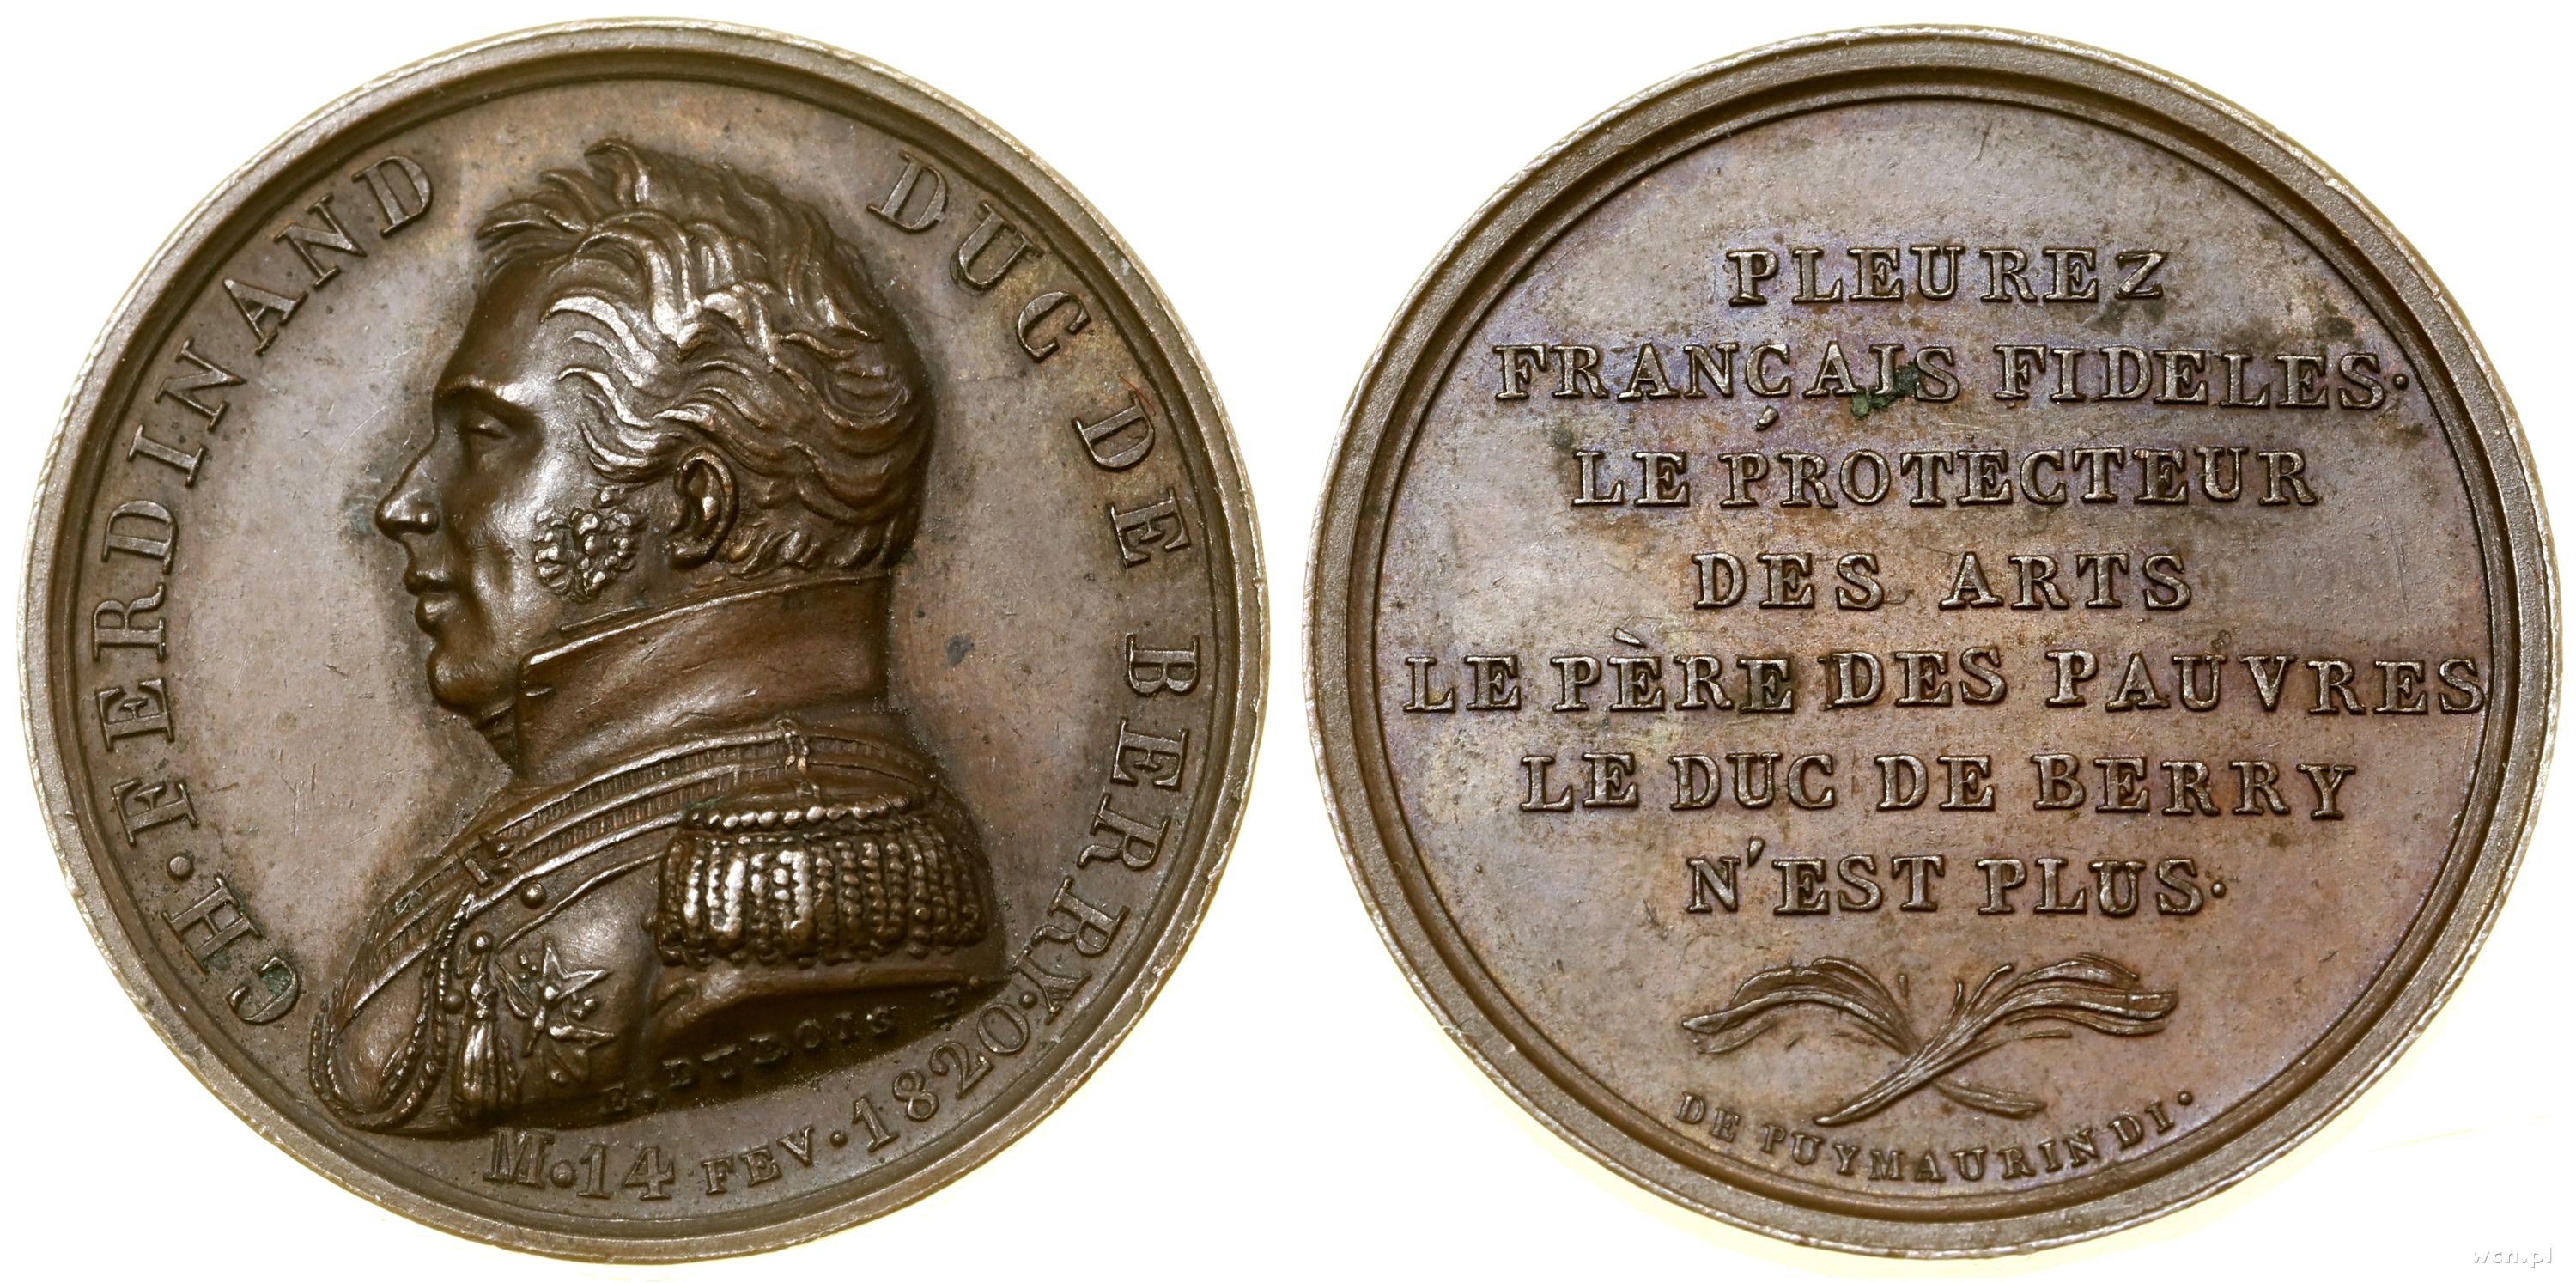 CH·FERDINAND DUC DE BERRY·
M·14 FEV·1820·
E. DUBOIS F.
PLEUREZ
FRANÇAIS FIDELES·
LE PROTECTEUR
DES ARTS
LE PÈRE DES PAUVRES
LE DUC DE BERRY
N'EST PLUS·
DE PUYMAURIN DI·
wcn.pl